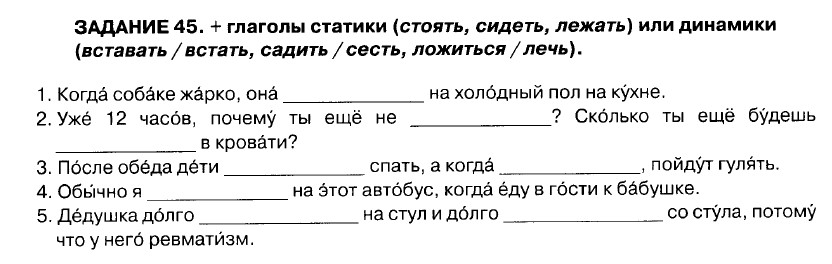 ЗАДАНИЕ 45. + глаголы статики (стоять, сидеть, лежать) или динамики
(вставать / встать, садить / сесть, ложиться / лечь).
1. Когда́ соба́ке жа́рко, она́ ______________ на холо́дный пол на ку́хне.
2. Уже́ 12 часо́в, почему́ ты ещё не ______________? Ско́лько ты ещё бу́дешь
______________ в крова́ти?
3. По́сле обе́да де́ти ______________ спать, а когда́ ______________, пойду́т гуля́ть.
4. Обы́чно я ______________ на э́тот авто́бус, когда́ е́ду в го́сти к ба́бушке.
5. Де́душка до́лго ______________ на стул и до́лго ______________ со сту́ла, потому́
что у него́ ревмати́зм.